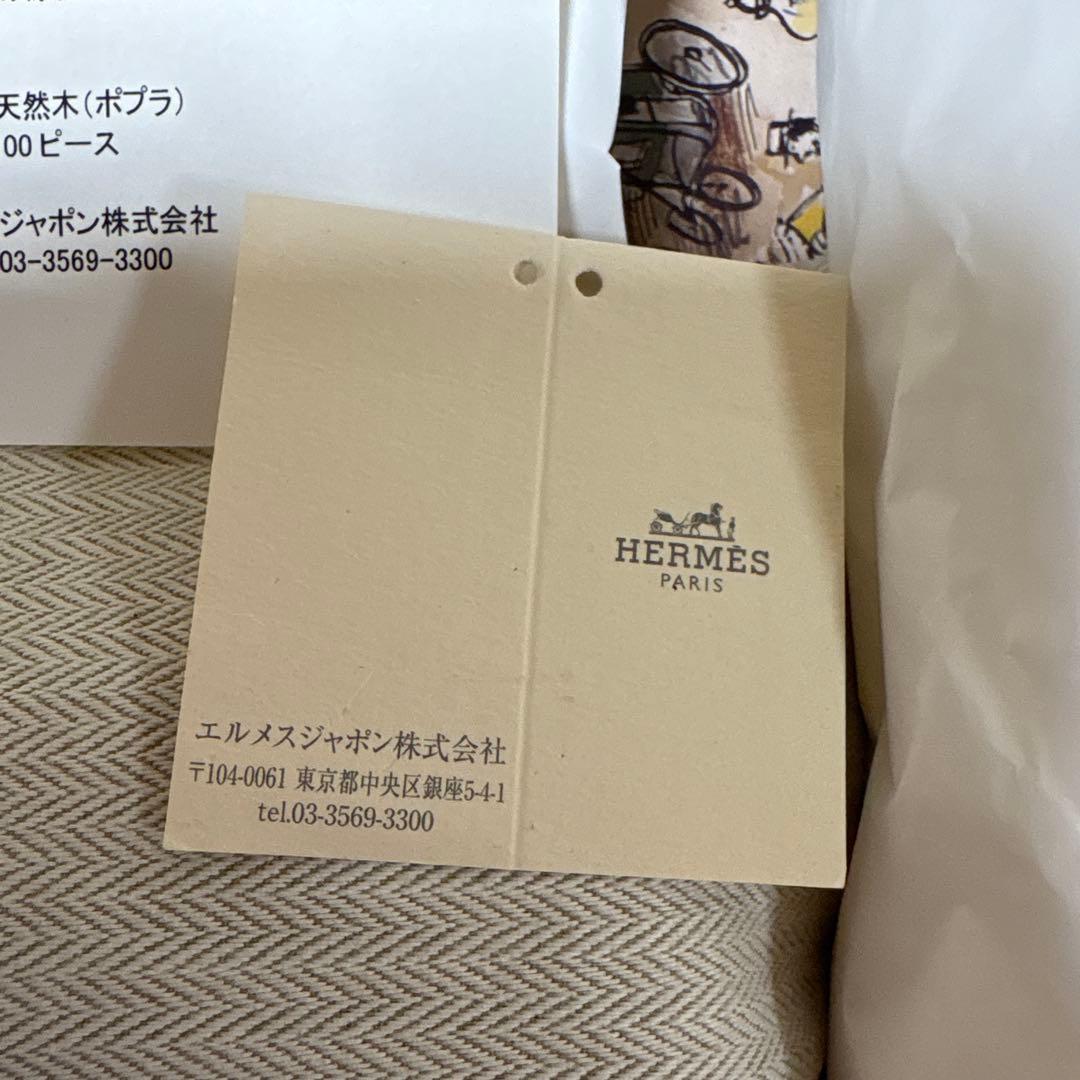 天然木(ポプラ)
00ピース
ジャポン株式会社
03-3569-3300
HERMÈS
PARIS
エルメスジャポン株式会社
〒104-0061 東京都中央区銀座5-4-1
tel.03-3569-3300